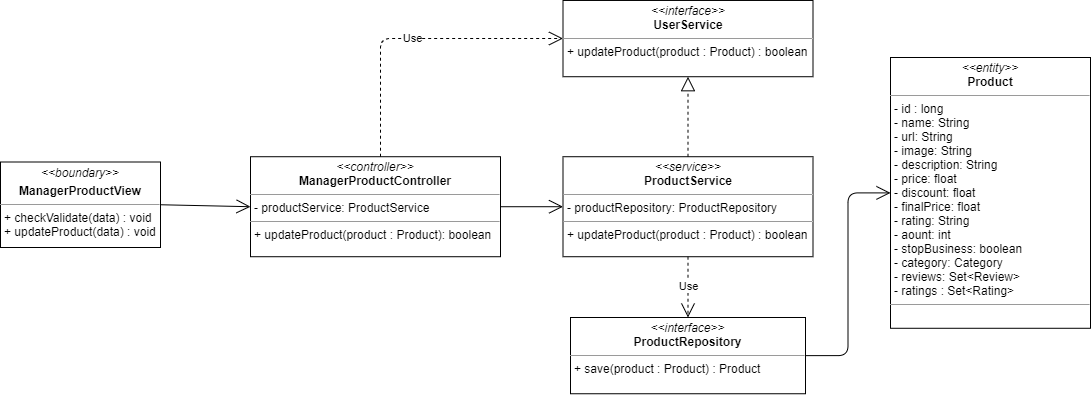 <<interface>>
UserService
+ updateProduct(product : Product) : boolean
Use
<<entity>>
Product
- id : long
- name: String
- url: String
- image: String
- description: String
- price: float
- discount: float
- finalPrice: float
- rating: String
- aount: int
- stopBusiness: boolean
- category: Category
- reviews: Set<Review>
- ratings : Set<Rating>
<<boundary>>
ManagerProductView
+ checkValidate(data) : void
+ updateProduct(data) : void
<<controller>>
ManagerProductController
- productService: ProductService
+ updateProduct(product : Product): boolean
<<service>>
ProductService
- productRepository: ProductRepository
+ updateProduct(product : Product) : boolean
Use
<<interface>>
ProductRepository
+ save(product : Product) : Product